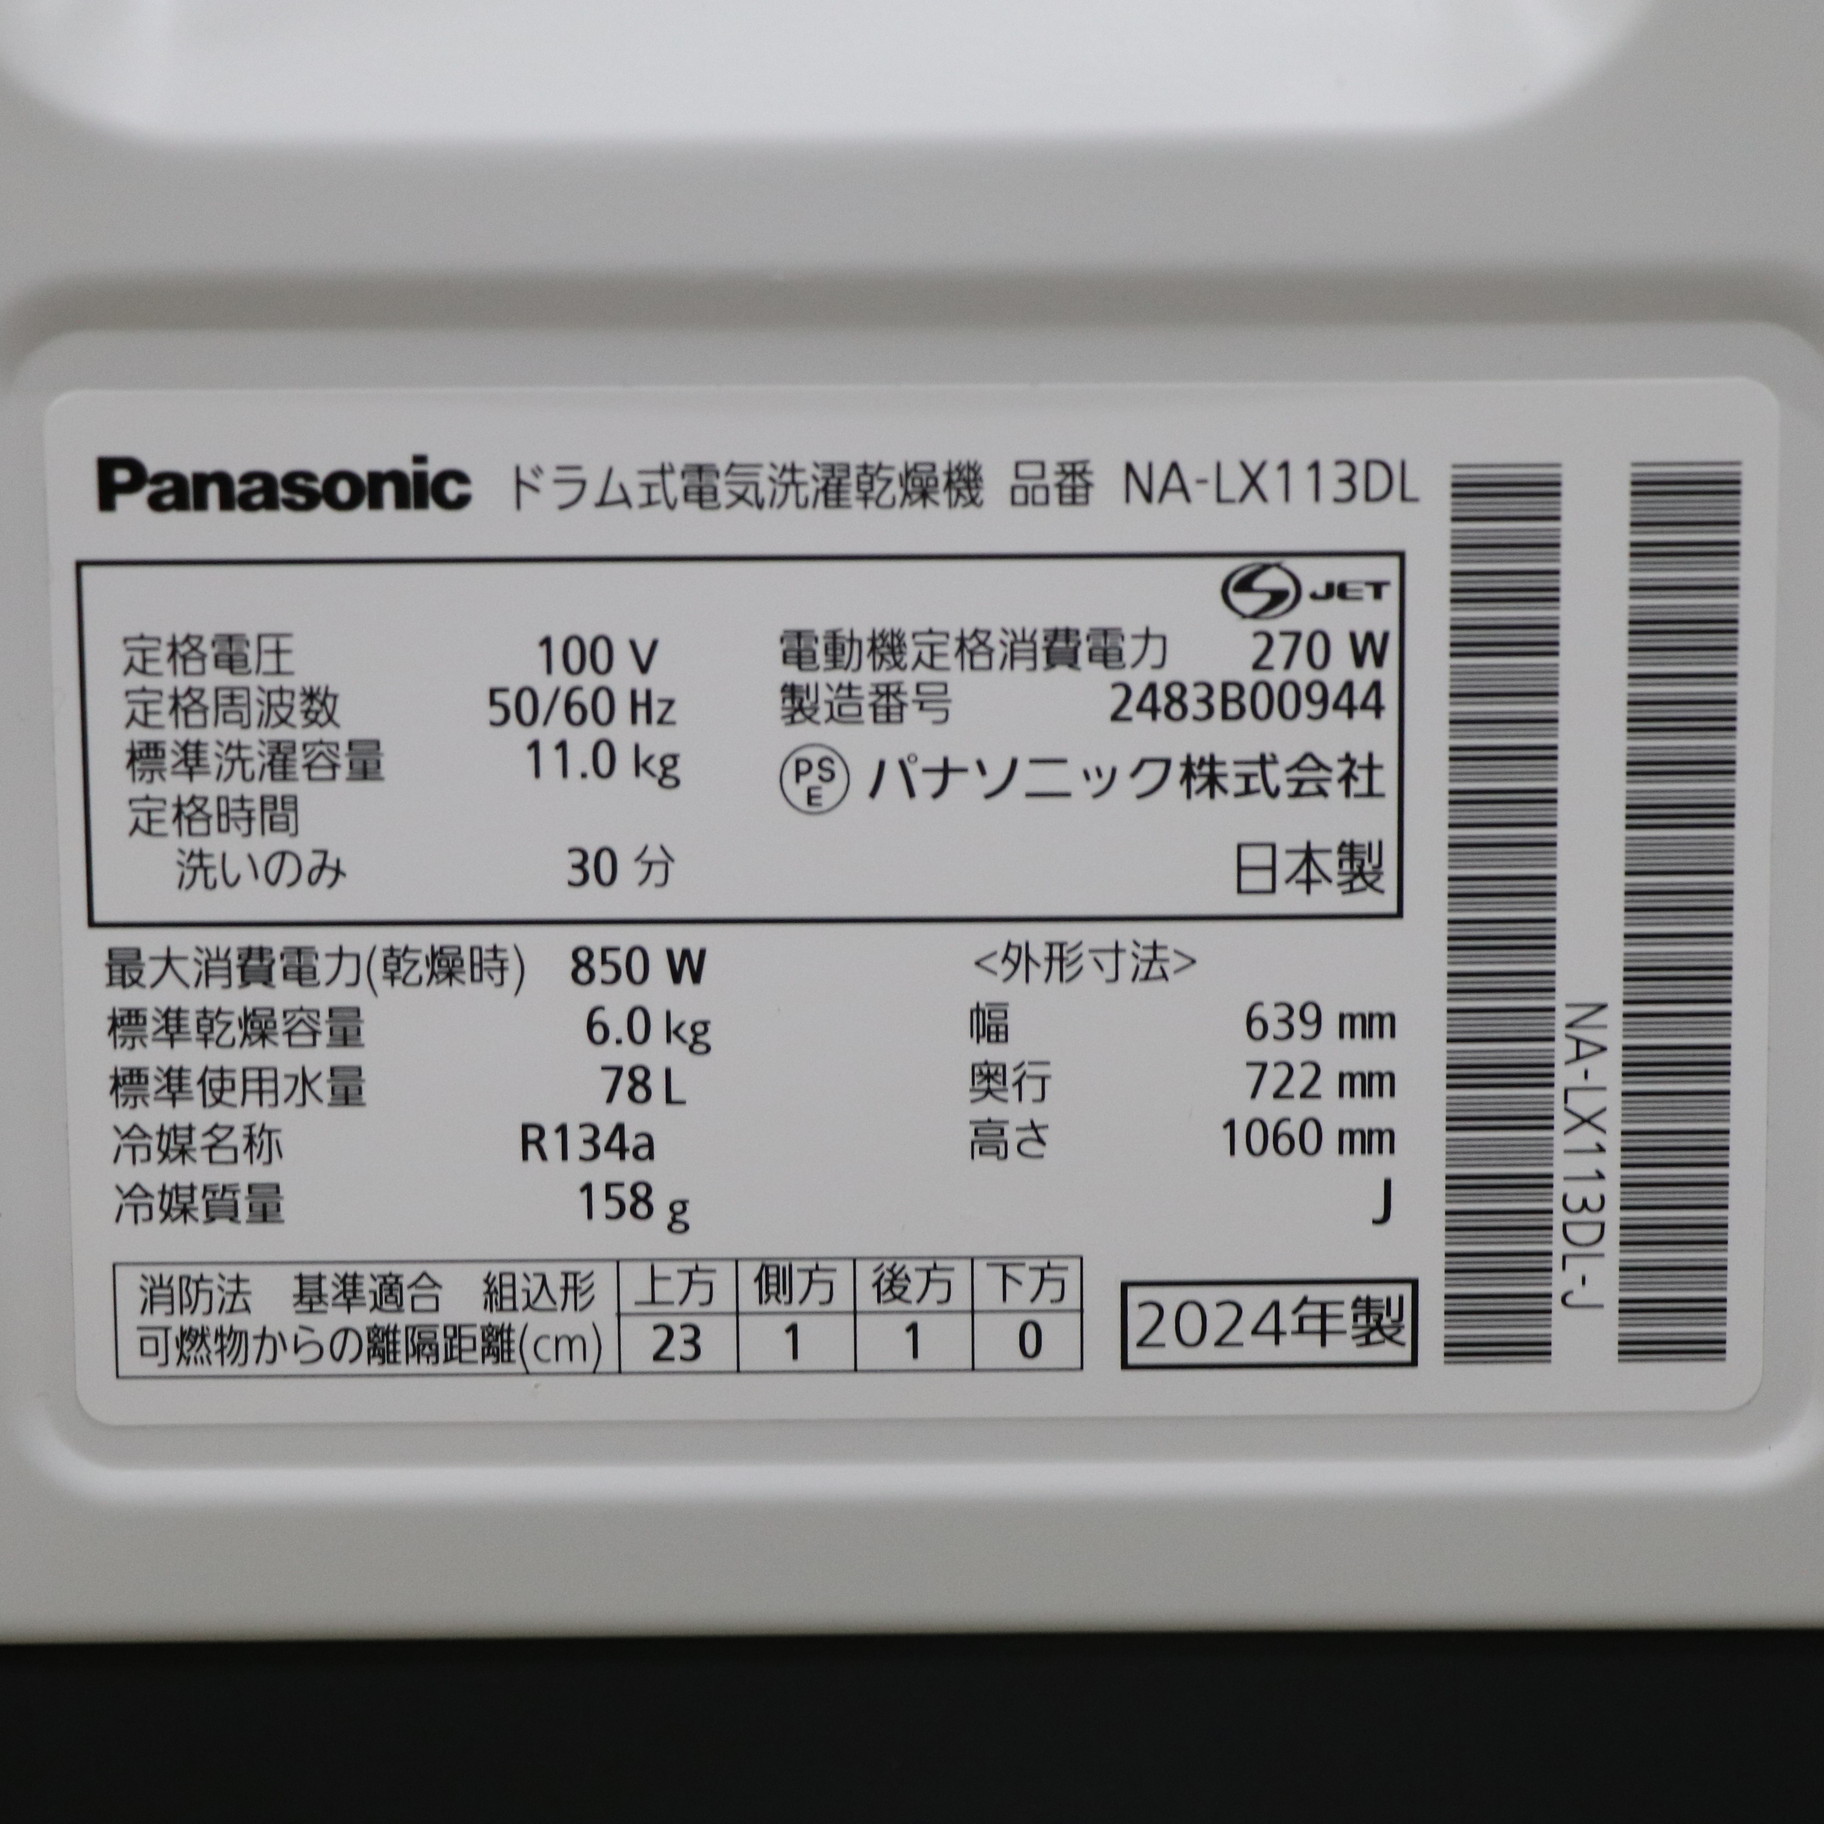 Panasonic ドラム式電気洗濯乾燥機 品番 NA-LX113DL
JET
定格電圧 100 V
定格周波数 50/60 Hz
標準洗濯容量 11.0 kg
定格時間
洗いのみ 30 分
電動機定格消費電力 270 W
製造番号 2483B00944
PSE パナソニック株式会社
日本製
最大消費電力(乾燥時) 850 W
標準乾燥容量 6.0 kg
標準使用水量 78 L
冷媒名称 R134a
冷媒質量 158 g
<外形寸法>
幅 639 mm
奥行 722 mm
高さ 1060 mm
J
消防法 基準適合 組込形 上方 側方 後方 下方
可燃物からの離隔距離(cm) 23 1 1 0
2024年製
NA-LX113DL-J